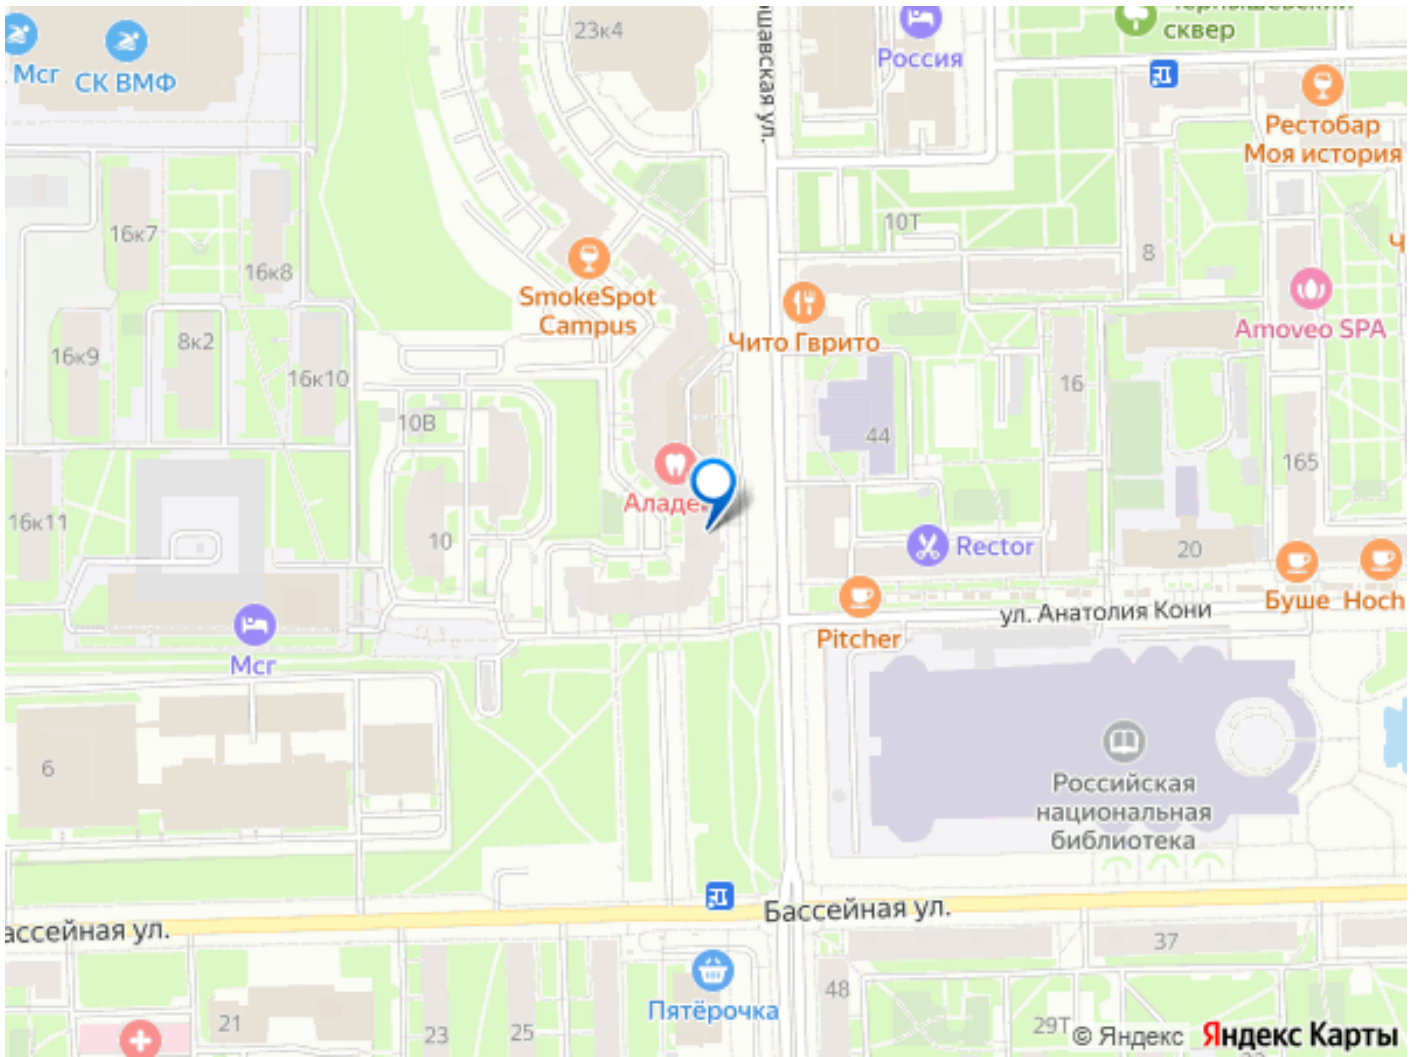 23к4
Россия
сквер
Мсг
СК ВМФ
шавская ул.
Рестобар
Моя история
16к7
16к8
10Т
8
SmokeSpot
Campus
Чито Гврито
Amoveo SPA
16к9
8к2
16к10
16
10В
44
165
Аладе
16к11
10
Rector
20
Буше
Hoch
ул. Анатолия Кони
Pitcher
Мсг
6
Российская
национальная
библиотека
Бассейная ул.
ассейная ул.
37
Пятёрочка
48
21
23
25
29Т
© Яндекс
Яндекс Карты